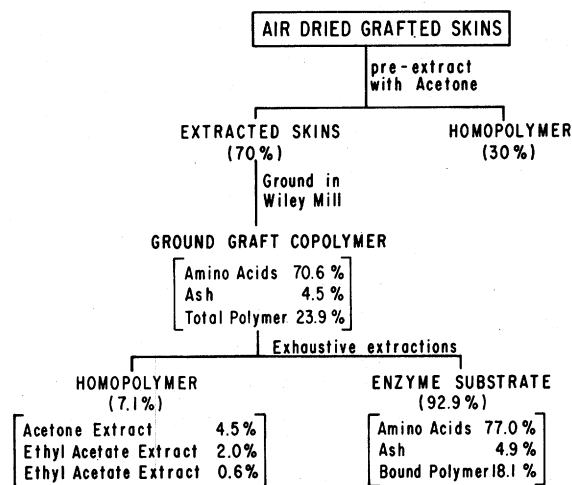 AIR DRIED GRAFTED SKINS
pre-extract
with Acetone
EXTRACTED SKINS
(70%)
HOMOPOLYMER
(30%)
Ground in
Wiley Mill
GROUND GRAFT COPOLYMER
Amino Acids 70.6 %
Ash 4.5 %
Total Polymer 23.9 %
Exhaustive extractions
HOMOPOLYMER
(7.1%)
Acetone Extract 4.5%
Ethyl Acetate Extract 2.0%
Ethyl Acetate Extract 0.6%
ENZYME SUBSTRATE
(92.9%)
Amino Acids 77.0 %
Ash 4.9 %
Bound Polymer 18.1 %